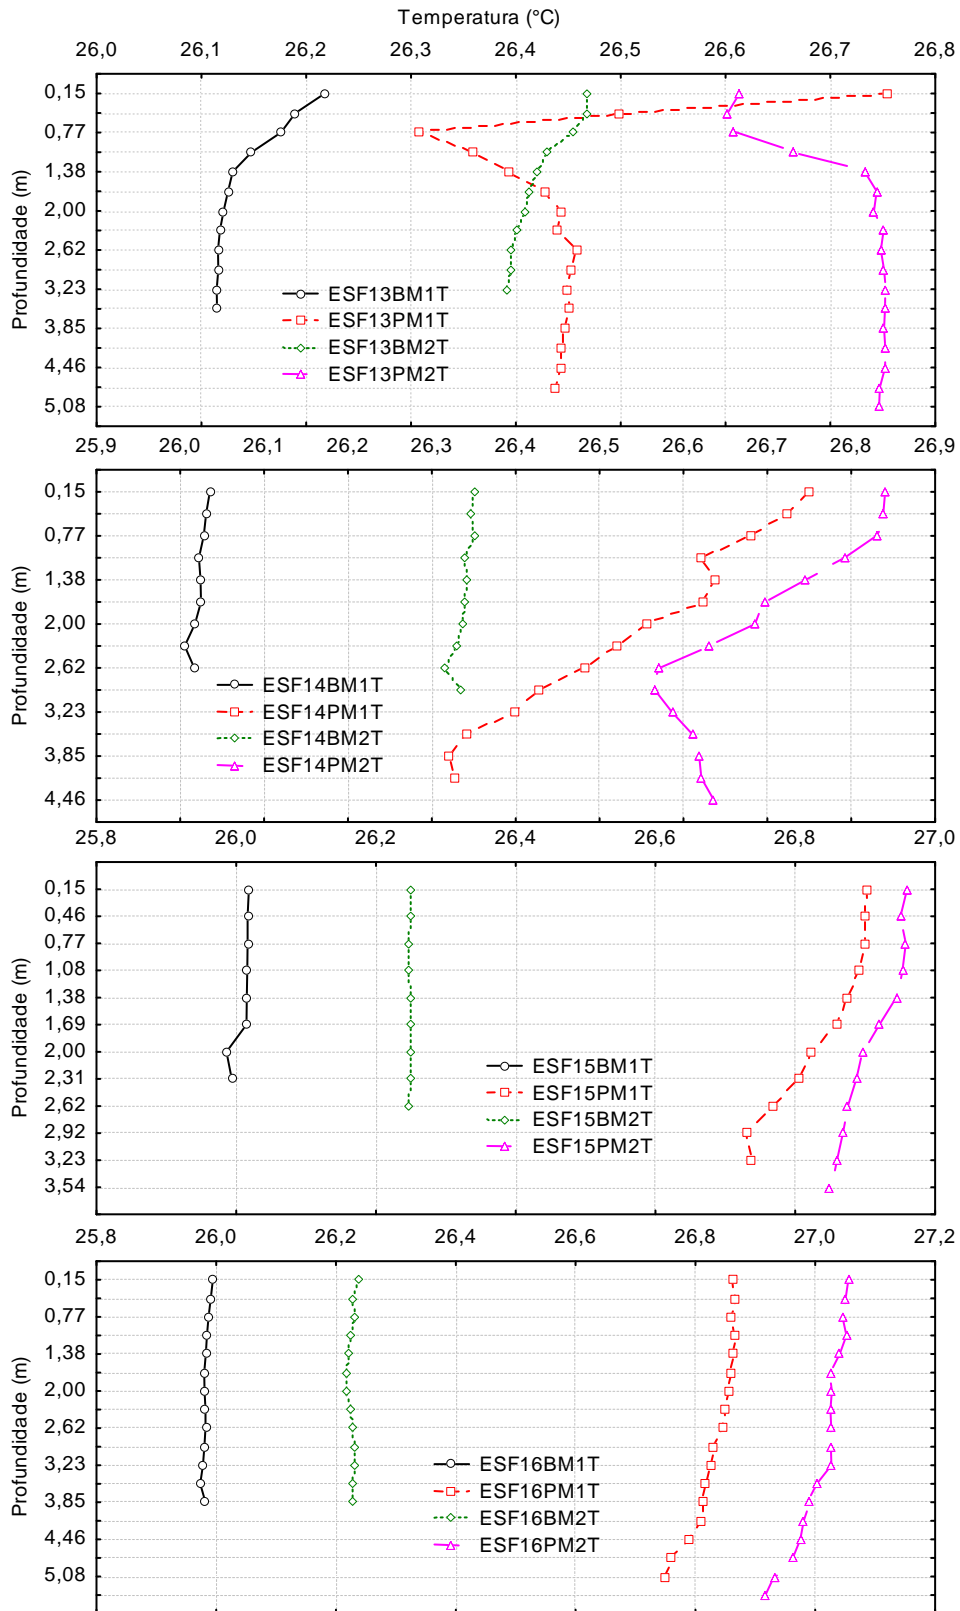 Temperatura (°C)
26,0 26,1 26,2 26,3 26,4 26,5 26,6 26,7 26,8
Profundidade (m)
0,15
0,77
1,38
2,00
2,62
3,23
3,85
4,46
5,08
ESF13BM1T
ESF13PM1T
ESF13BM2T
ESF13PM2T
25,9 26,0 26,1 26,2 26,3 26,4 26,5 26,6 26,7 26,8 26,9
Profundidade (m)
0,15
0,77
1,38
2,00
2,62
3,23
3,85
4,46
ESF14BM1T
ESF14PM1T
ESF14BM2T
ESF14PM2T
25,8 26,0 26,2 26,4 26,6 26,8 27,0
Profundidade (m)
0,15
0,46
0,77
1,08
1,38
1,69
2,00
2,31
2,62
2,92
3,23
3,54
ESF15BM1T
ESF15PM1T
ESF15BM2T
ESF15PM2T
25,8 26,0 26,2 26,4 26,6 26,8 27,0 27,2
Profundidade (m)
0,15
0,77
1,38
2,00
2,62
3,23
3,85
4,46
5,08
ESF16BM1T
ESF16PM1T
ESF16BM2T
ESF16PM2T